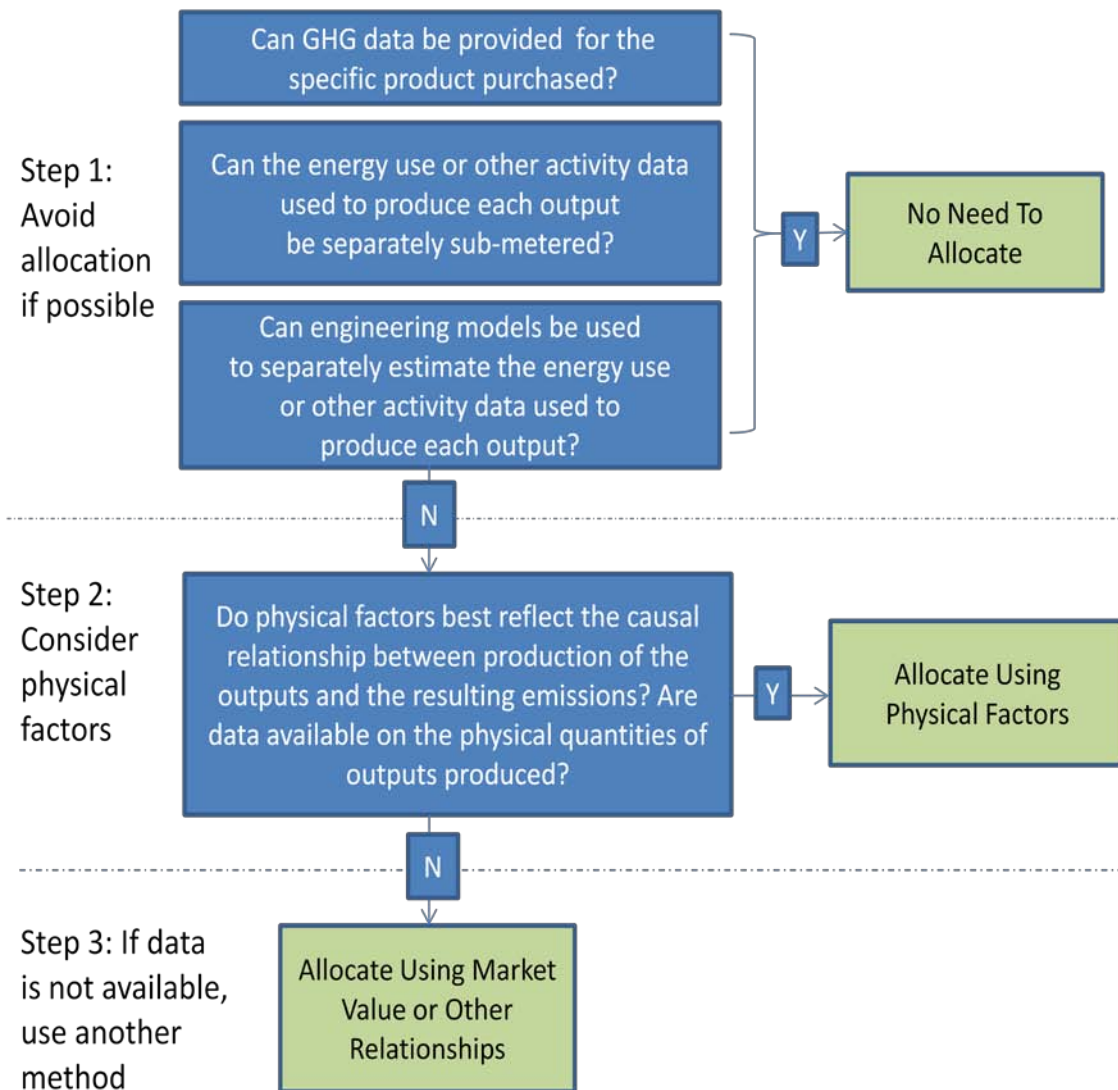 Can GHG data be provided for the
specific product purchased?
Step 1:
Avoid
allocation
if possible
Can the energy use or other activity data
used to produce each output
be separately sub-metered?
Y
No Need To
Allocate
Can engineering models be used
to separately estimate the energy use
or other activity data used to
produce each output?
N
Step 2:
Consider
physical
factors
Do physical factors best reflect the causal
relationship between production of the
outputs and the resulting emissions? Are
data available on the physical quantities of
outputs produced?
Y
Allocate Using
Physical Factors
N
Step 3: If data
is not available,
use another
method
Allocate Using Market
Value or Other
Relationships